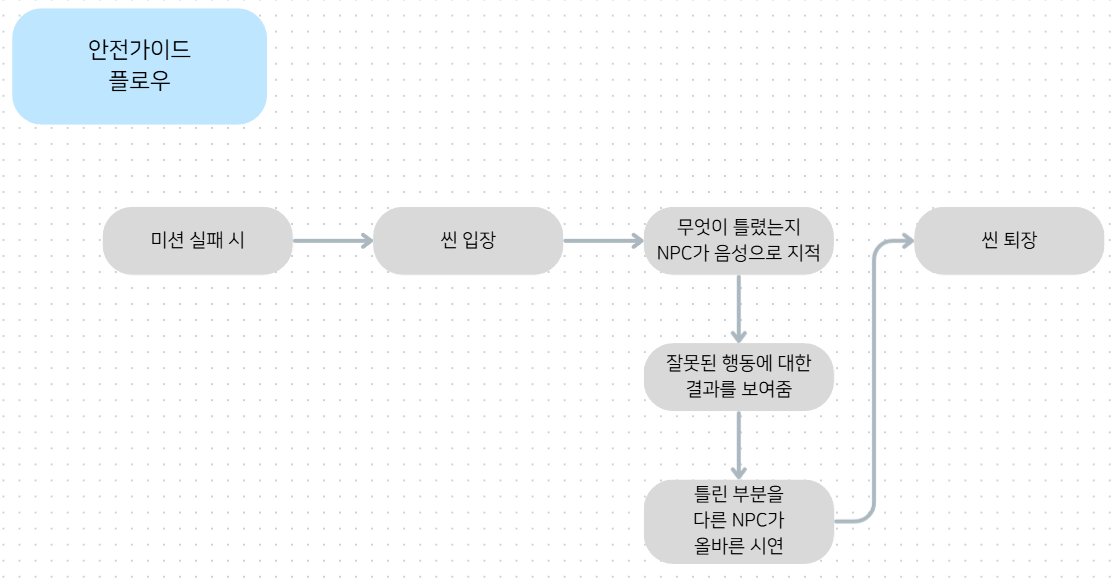 안전가이드
플로우
미션 실패 시
씬 입장
무엇이 틀렸는지
NPC가 음성으로 지적
잘못된 행동에 대한
결과를 보여줌
틀린 부분을
다른 NPC가
올바른 시연
씬 퇴장